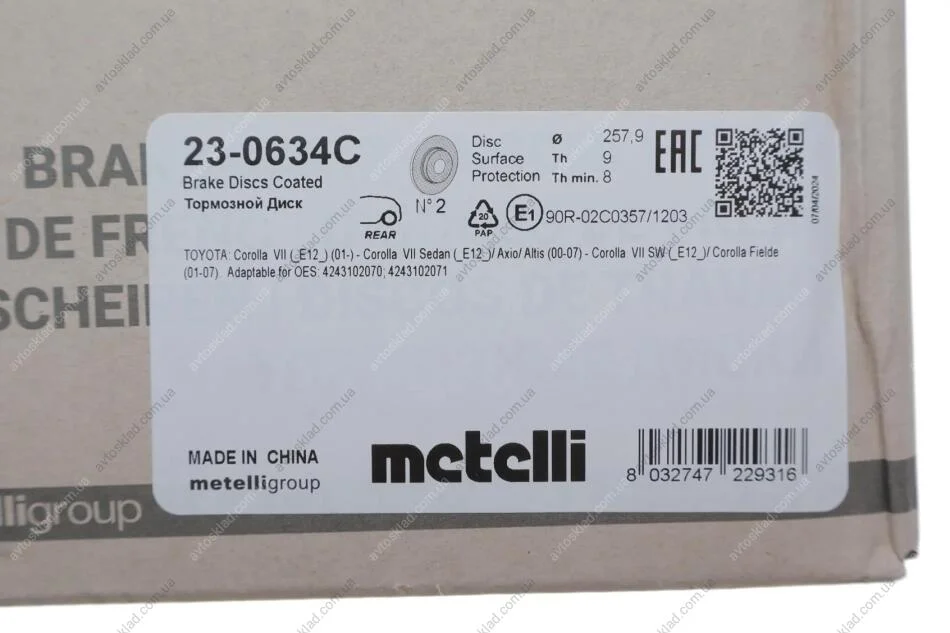 BRAI
DE FR
SCHEI
23-0634C
Brake Discs Coated
Тормозной Диск
Disc Ø 257,9
Surface Th 9
Protection Th min. 8
EAC
07/04/2024
REAR
N° 2
20
PAP
E1 90R-02C0357/1203
TOYOTA: Corolla VII (_E12_) (01-) - Corolla VII Sedan (_E12_)/ Axio/ Altis (00-07) - Corolla VII SW (_E12_)/ Corolla Fielde
(01-07). Adaptable for OES: 4243102070; 4243102071
MADE IN CHINA
metelligroup
metelli
8 032747 229316
lligroup
avtosklad.com.ua